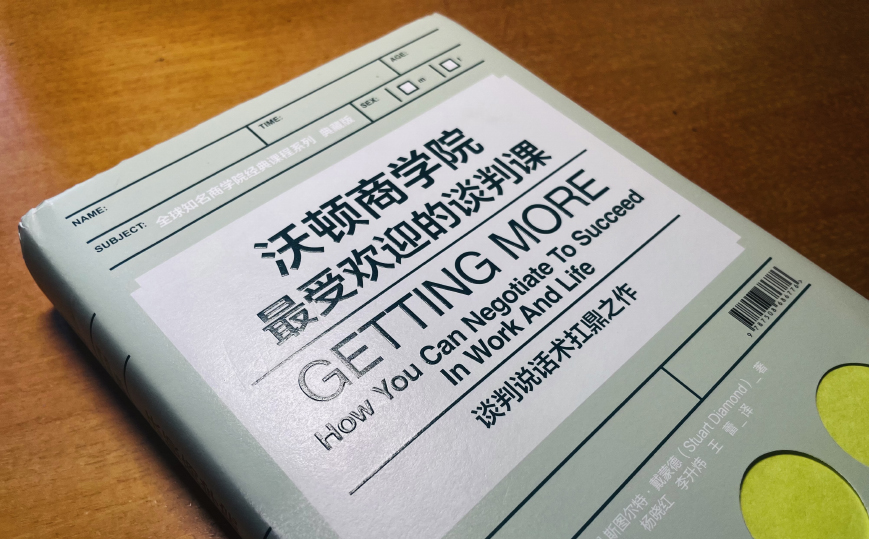 AGE:
TIME:
SEX: m f
NAME:
SUBJECT: 全球知名商学院经典课程系列 典藏版
沃顿商学院
最受欢迎的谈判课
GETTING MORE
How You Can Negotiate To Succeed
In Work And Life
谈判说话术扛鼎之作
斯图尔特·戴蒙德(Stuart Diamond)_著
杨晓红 李升炜 王蕾_译